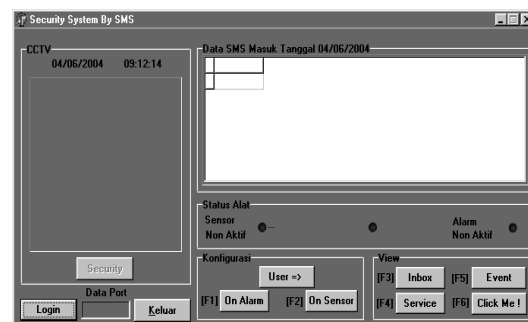 Security System By SMS
CCTV
04/06/2004 09:12:14
Security
Data Port
Login
Keluar
Data SMS Masuk Tanggal 04/06/2004
Status Alat
Sensor
Non Aktif
Alarm
Non Aktif
Konfigurasi
User =>
[F1] On Alarm [F2] On Sensor
View
[F3] Inbox [F5] Event
[F4] Service [F6] Click Me !